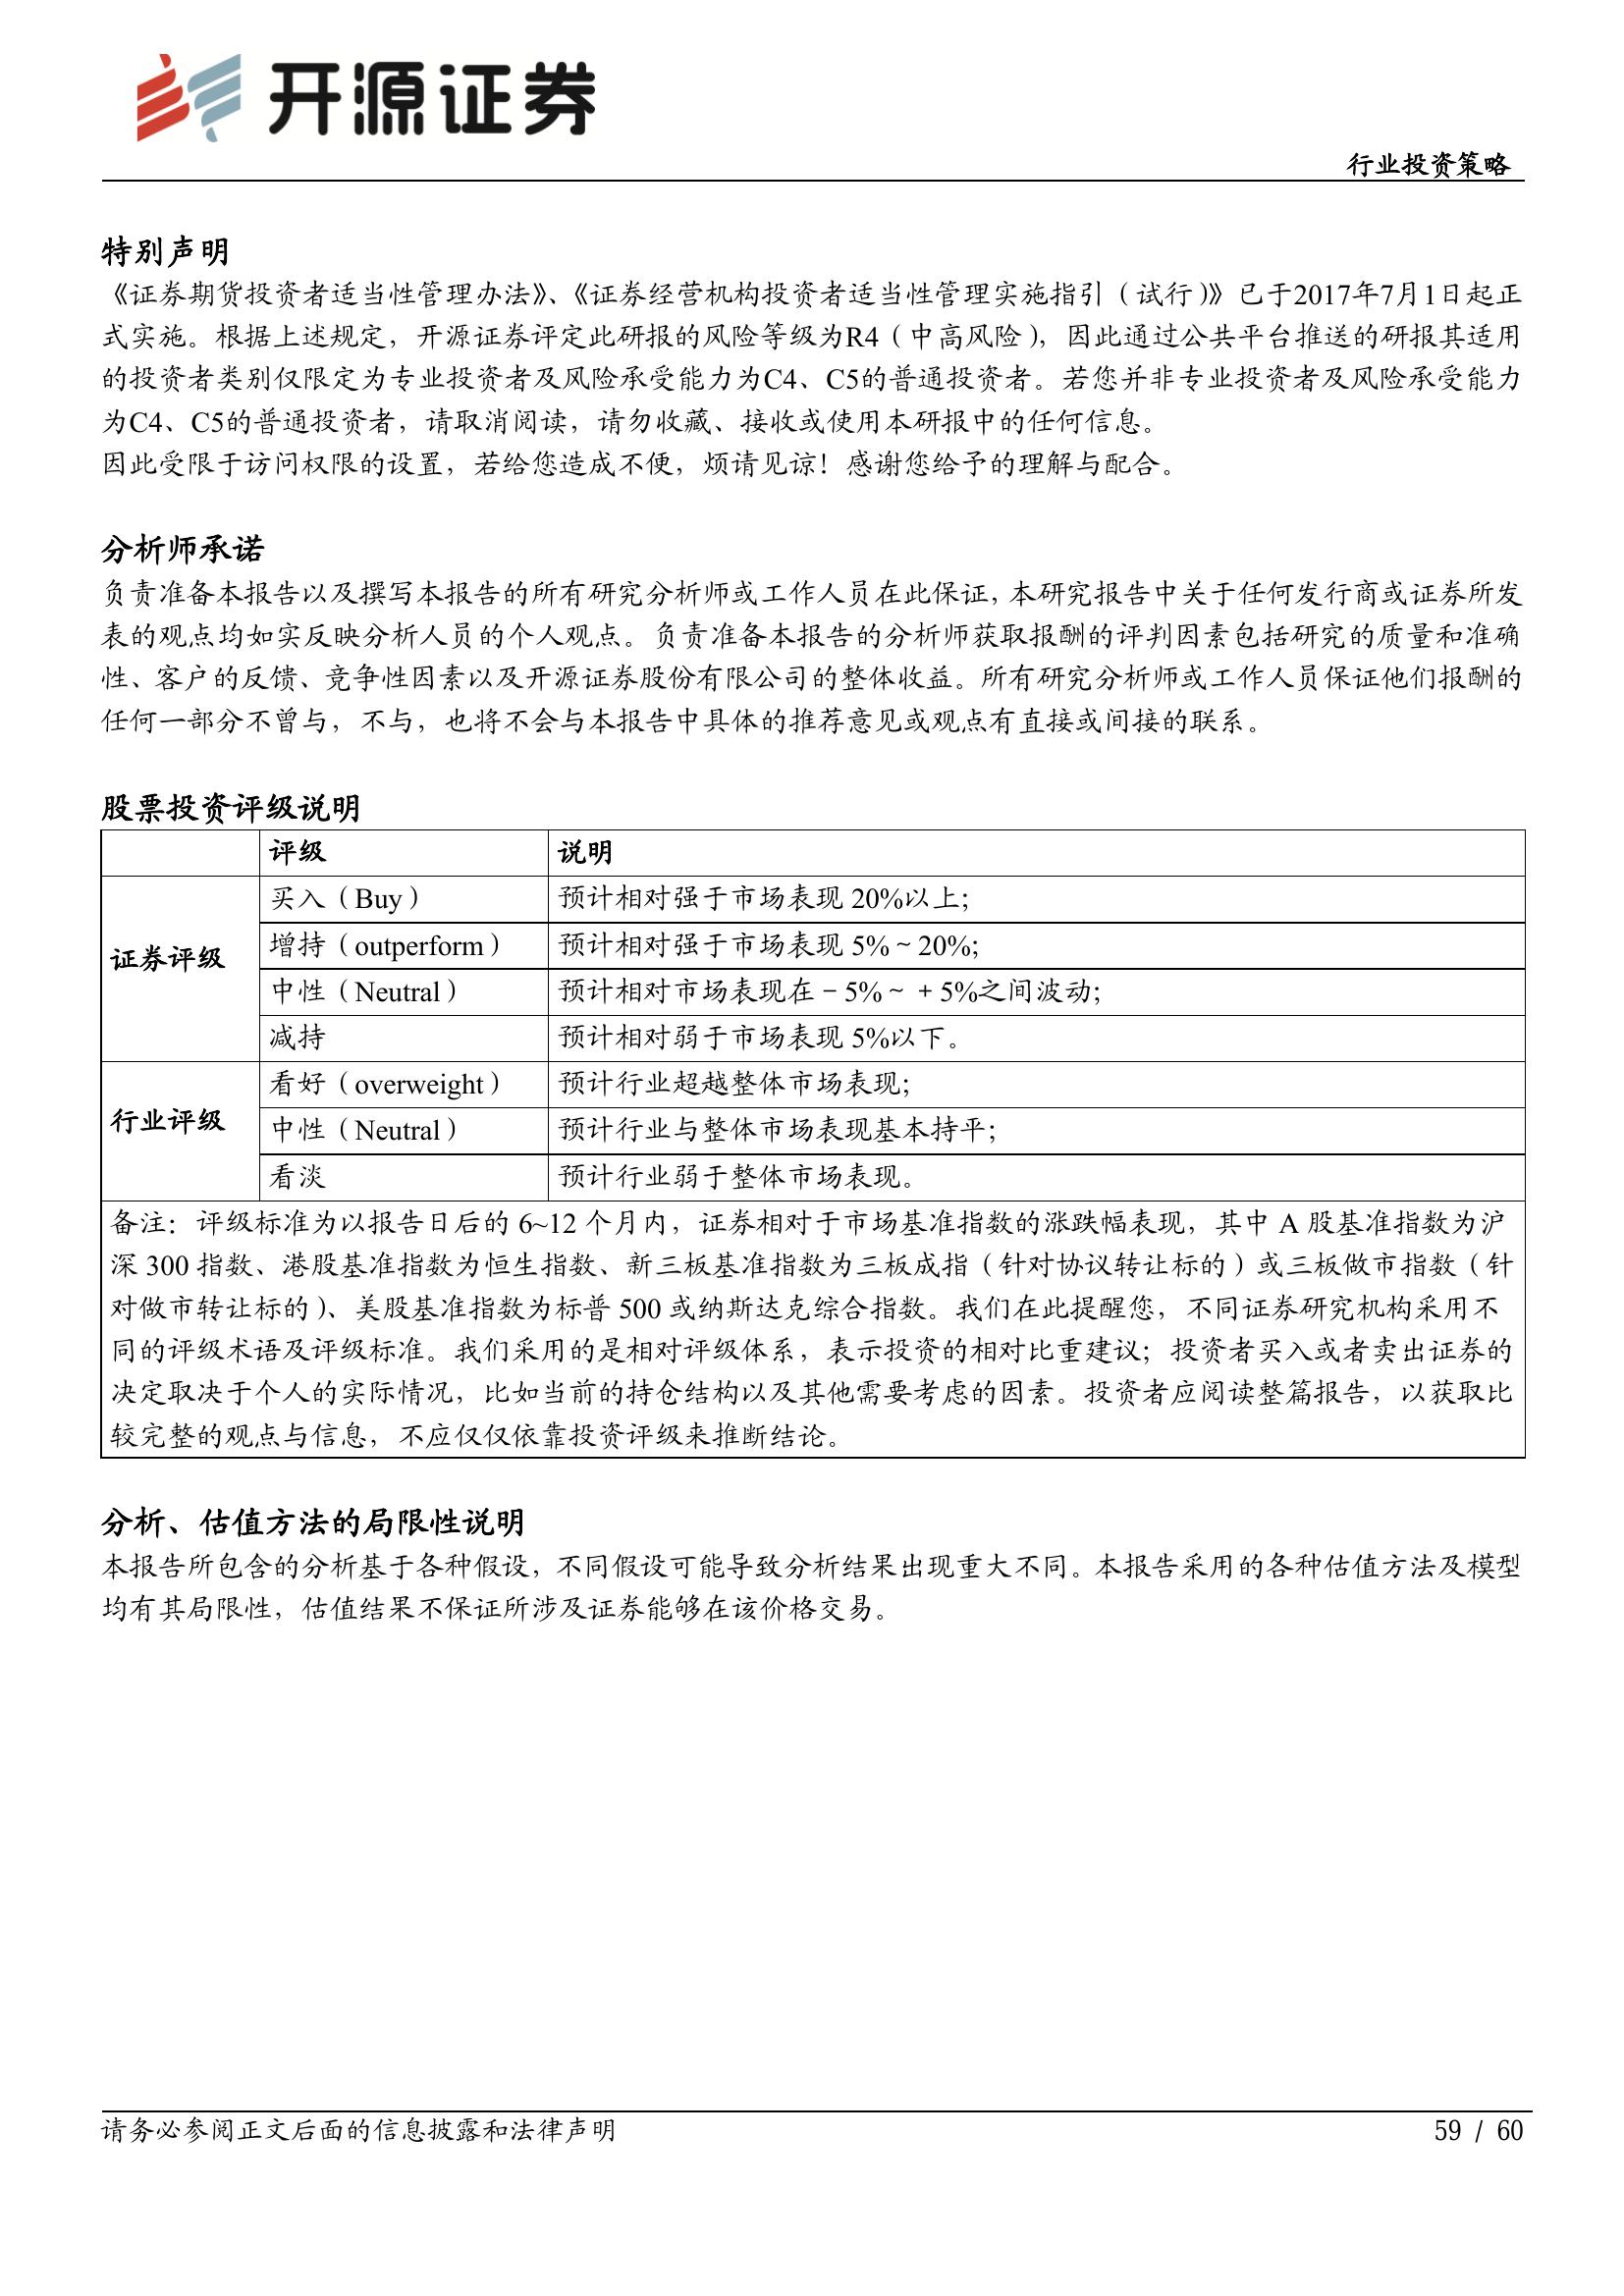 开源证券
行业投资策略
特别声明
《证券期货投资者适当性管理办法》、《证券经营机构投资者适当性管理实施指引（试行）》已于2017年7月1日起正
式实施。根据上述规定，开源证券评定此研报的风险等级为R4（中高风险），因此通过公共平台推送的研报其适用
的投资者类别仅限定为专业投资者及风险承受能力为C4、C5的普通投资者。若您并非专业投资者及风险承受能力
为C4、C5的普通投资者，请取消阅读，请勿收藏、接收或使用本研报中的任何信息。
因此受限于访问权限的设置，若给您造成不便，烦请见谅！感谢您给予的理解与配合。
分析师承诺
负责准备本报告以及撰写本报告的所有研究分析师或工作人员在此保证，本研究报告中关于任何发行商或证券所发
表的观点均如实反映分析人员的个人观点。负责准备本报告的分析师获取报酬的评判因素包括研究的质量和准确
性、客户的反馈、竞争性因素以及开源证券股份有限公司的整体收益。所有研究分析师或工作人员保证他们报酬的
任何一部分不曾与，不与，也将不会与本报告中具体的推荐意见或观点有直接或间接的联系。
股票投资评级说明
评级 说明
证券评级
买入（Buy） 预计相对强于市场表现 20%以上；
增持（outperform） 预计相对强于市场表现 5%～20%；
中性（Neutral） 预计相对市场表现在－5%～＋5%之间波动；
减持 预计相对弱于市场表现 5%以下。
行业评级
看好（overweight） 预计行业超越整体市场表现；
中性（Neutral） 预计行业与整体市场表现基本持平；
看淡 预计行业弱于整体市场表现。
备注：评级标准为以报告日后的 6~12 个月内，证券相对于市场基准指数的涨跌幅表现，其中 A 股基准指数为沪
深 300 指数、港股基准指数为恒生指数、新三板基准指数为三板成指（针对协议转让标的）或三板做市指数（针
对做市转让标的）、美股基准指数为标普 500 或纳斯达克综合指数。我们在此提醒您，不同证券研究机构采用不
同的评级术语及评级标准。我们采用的是相对评级体系，表示投资的相对比重建议；投资者买入或者卖出证券的
决定取决于个人的实际情况，比如当前的持仓结构以及其他需要考虑的因素。投资者应阅读整篇报告，以获取比
较完整的观点与信息，不应仅仅依靠投资评级来推断结论。
分析、估值方法的局限性说明
本报告所包含的分析基于各种假设，不同假设可能导致分析结果出现重大不同。本报告采用的各种估值方法及模型
均有其局限性，估值结果不保证所涉及证券能够在该价格交易。
请务必参阅正文后面的信息披露和法律声明
59 / 60